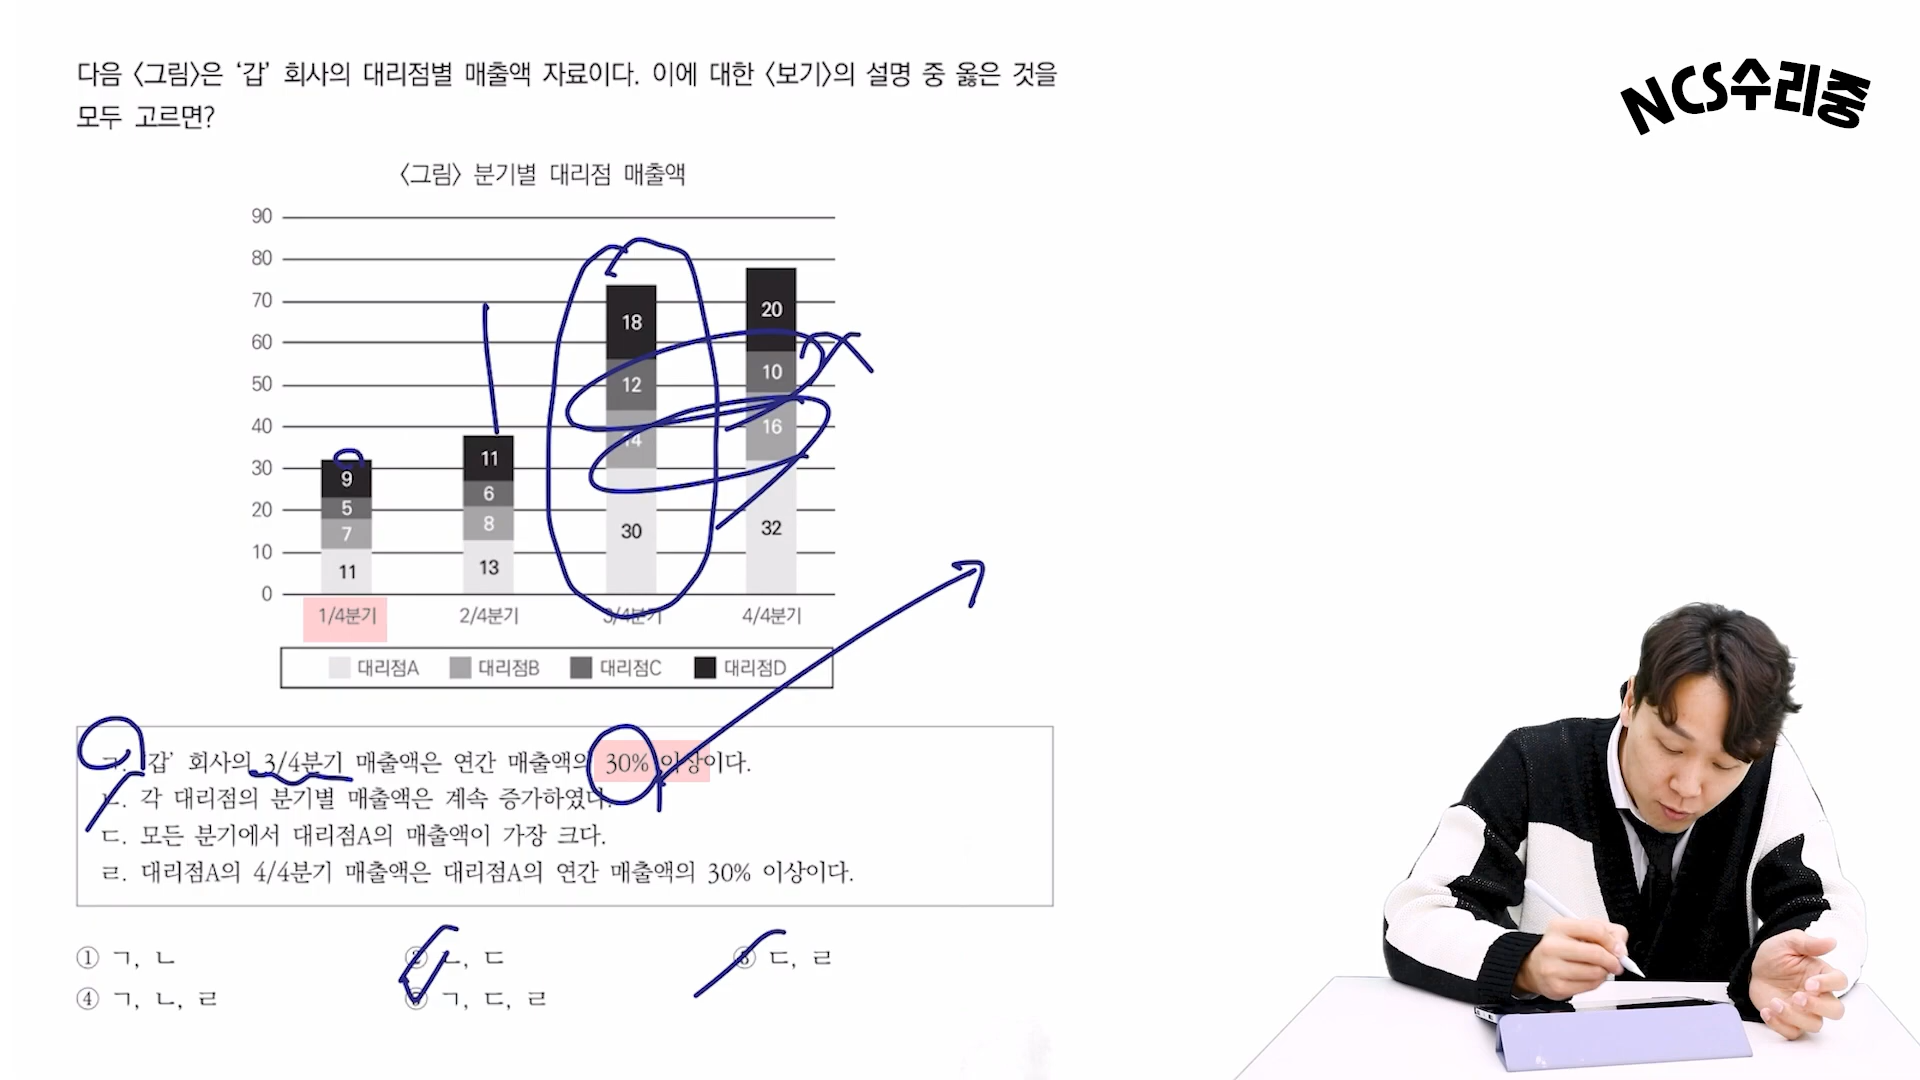 다음 〈그림〉은 ‘갑’ 회사의 대리점별 매출액 자료이다. 이에 대한 〈보기〉의 설명 중 옳은 것을
모두 고르면?
NCS수리중
〈그림〉 분기별 대리점 매출액
90
80
70
60
50
40
30
20
10
0
9
5
7
11
11
6
8
13
18
12
14
30
20
10
16
32
1/4분기 2/4분기 3/4분기 4/4분기
대리점A 대리점B 대리점C 대리점D
ㄱ. ‘갑’ 회사의 3/4분기 매출액은 연간 매출액의 30% 이상이다.
ㄴ. 각 대리점의 분기별 매출액은 계속 증가하였다.
ㄷ. 모든 분기에서 대리점A의 매출액이 가장 크다.
ㄹ. 대리점A의 4/4분기 매출액은 대리점A의 연간 매출액의 30% 이상이다.
① ㄱ, ㄴ ② ㄴ, ㄷ ③ ㄷ, ㄹ
④ ㄱ, ㄴ, ㄹ ⑤ ㄱ, ㄷ, ㄹ